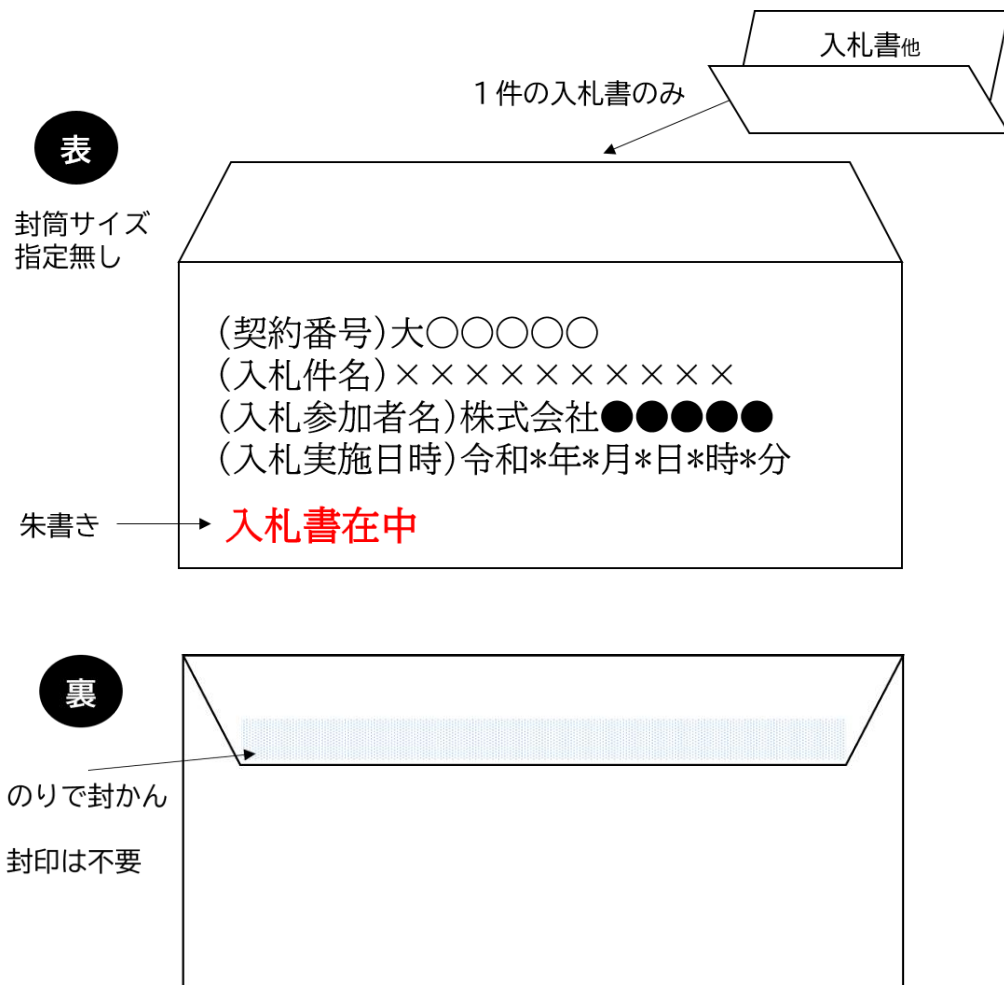 入札書他
1件の入札書のみ
表
封筒サイズ
指定無し
(契約番号)大○○○○○
(入札件名)××××××××××
(入札参加者名)株式会社●●●●●
(入札実施日時)令和*年*月*日*時*分
朱書き
入札書在中
裏
のりで封かん
封印は不要